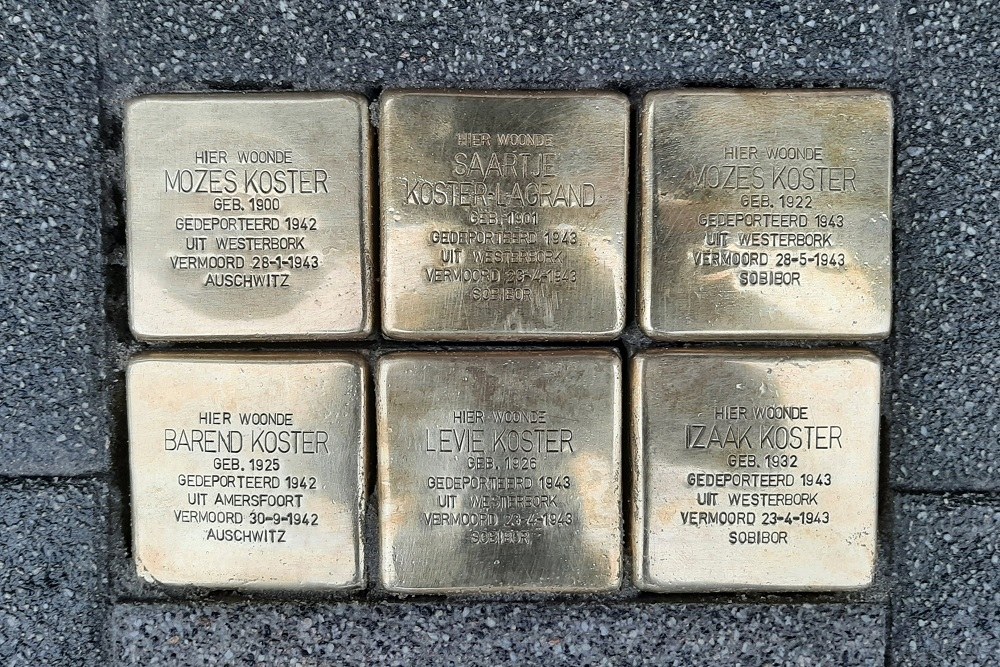 HIER WOONDE
MOZES KOSTER
GEB. 1900
GEDEPORTEERD 1942
UIT WESTERBORK
VERMOORD 28-1-1943
AUSCHWITZ
HIER WOONDE
SAARTJE
KOSTER-LAGRAND
GEB. 1901
GEDEPORTEERD 1943
UIT WESTERBORK
VERMOORD 23-4-1943
SOBIBOR
HIER WOONDE
MOZES KOSTER
GEB. 1922
GEDEPORTEERD 1943
UIT WESTERBORK
VERMOORD 28-5-1943
SOBIBOR
HIER WOONDE
BAREND KOSTER
GEB. 1925
GEDEPORTEERD 1942
UIT AMERSFOORT
VERMOORD 30-9-1942
AUSCHWITZ
HIER WOONDE
LEVIE KOSTER
GEB. 1926
GEDEPORTEERD 1943
UIT WESTERBORK
VERMOORD 23-4-1943
SOBIBOR
HIER WOONDE
IZAAK KOSTER
GEB. 1932
GEDEPORTEERD 1943
UIT WESTERBORK
VERMOORD 23-4-1943
SOBIBOR